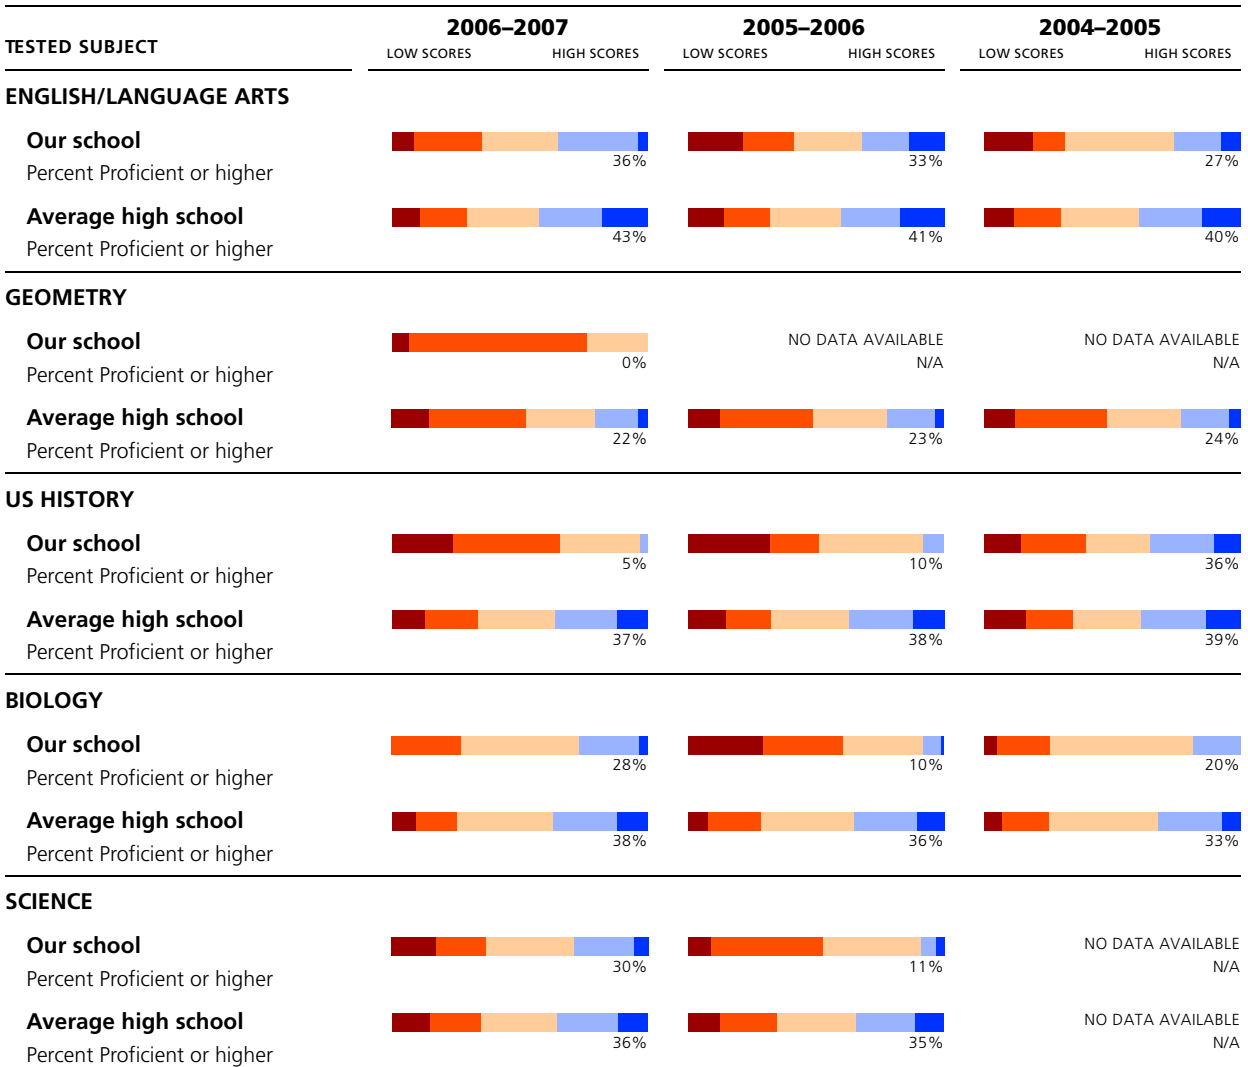 2006–2007 2005–2006 2004–2005
TESTED SUBJECT
LOW SCORES HIGH SCORES LOW SCORES HIGH SCORES LOW SCORES HIGH SCORES
ENGLISH/LANGUAGE ARTS
Our school
36% 33% 27%
Percent Proficient or higher
Average high school
43% 41% 40%
Percent Proficient or higher
GEOMETRY
Our school NO DATA AVAILABLE NO DATA AVAILABLE
0% N/A N/A
Percent Proficient or higher
Average high school
22% 23% 24%
Percent Proficient or higher
US HISTORY
Our school
5% 10% 36%
Percent Proficient or higher
Average high school
37% 38% 39%
Percent Proficient or higher
BIOLOGY
Our school
28% 10% 20%
Percent Proficient or higher
Average high school
38% 36% 33%
Percent Proficient or higher
SCIENCE
Our school NO DATA AVAILABLE
30% 11% N/A
Percent Proficient or higher
Average high school NO DATA AVAILABLE
36% 35% N/A
Percent Proficient or higher